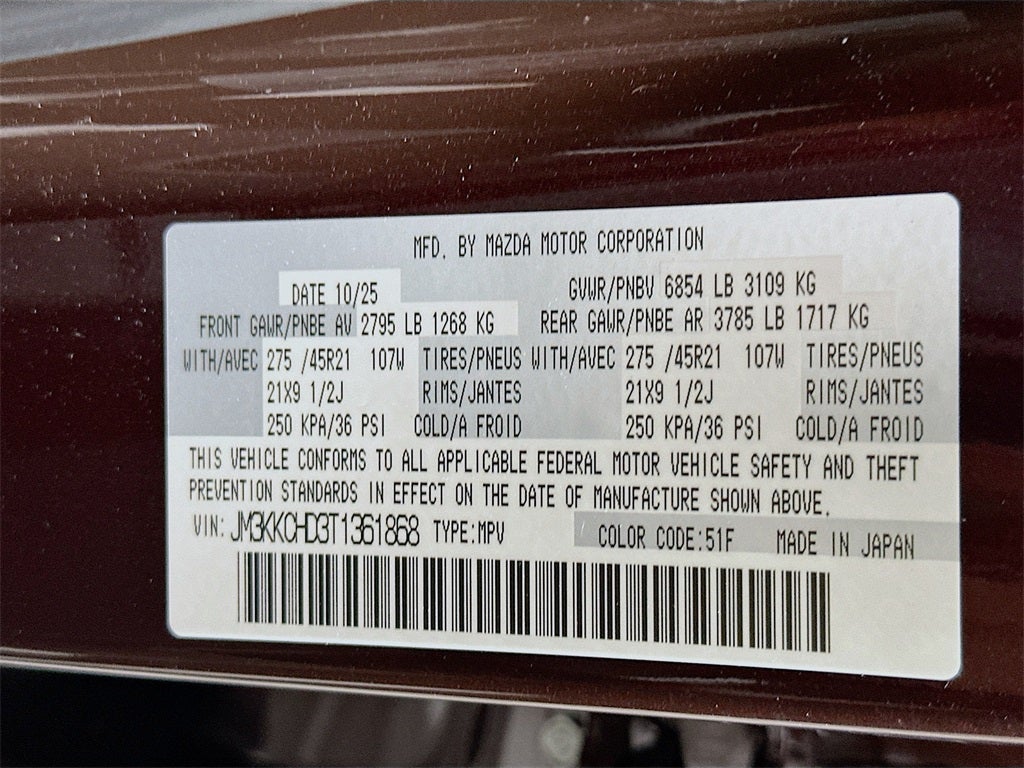 MFD. BY MAZDA MOTOR CORPORATION
DATE 10/25 GVWR/PNBV 6854 LB 3109 KG
FRONT GAWR/PNBE AV 2795 LB 1268 KG REAR GAWR/PNBE AR 3785 LB 1717 KG
WITH/AVEC 275 /45R21 107W TIRES/PNEUS WITH/AVEC 275 /45R21 107W TIRES/PNEUS
21X9 1/2J RIMS/JANTES 21X9 1/2J RIMS/JANTES
250 KPA/36 PSI COLD/A FROID 250 KPA/36 PSI COLD/A FROID
THIS VEHICLE CONFORMS TO ALL APPLICABLE FEDERAL MOTOR VEHICLE SAFETY AND THEFT
PREVENTION STANDARDS IN EFFECT ON THE DATE OF MANUFACTURE SHOWN ABOVE.
VIN: JM3KKCHD3T1361868 TYPE:MPV COLOR CODE:51F MADE IN JAPAN